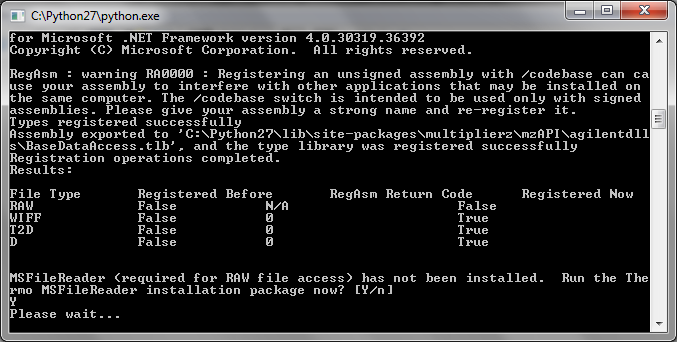 C:\Python27\python.exe
for Microsoft .NET Framework version 4.0.30319.36392
Copyright (C) Microsoft Corporation.  All rights reserved.
RegAsm : warning RA0000 : Registering an unsigned assembly with /codebase can ca
use your assembly to interfere with other applications that may be installed on
the same computer. The /codebase switch is intended to be used only with signed
assemblies. Please give your assembly a strong name and re-register it.
Types registered successfully
Assembly exported to 'C:\Python27\lib\site-packages\multiplierz\mzAPI\agilentdll
s\BaseDataAccess.tlb', and the type library was registered successfully
Registration operations completed.
Results:
File Type       Registered Before       RegAsm Return Code      Registered Now
RAW             False           N/A                     False
WIFF            False           0                       True
T2D             False           0                       True
D               False           0                       True
MSFileReader (required for RAW file access) has not been installed.  Run the The
rmo MSFileReader installation package now? [Y/n]
Y
Please wait...